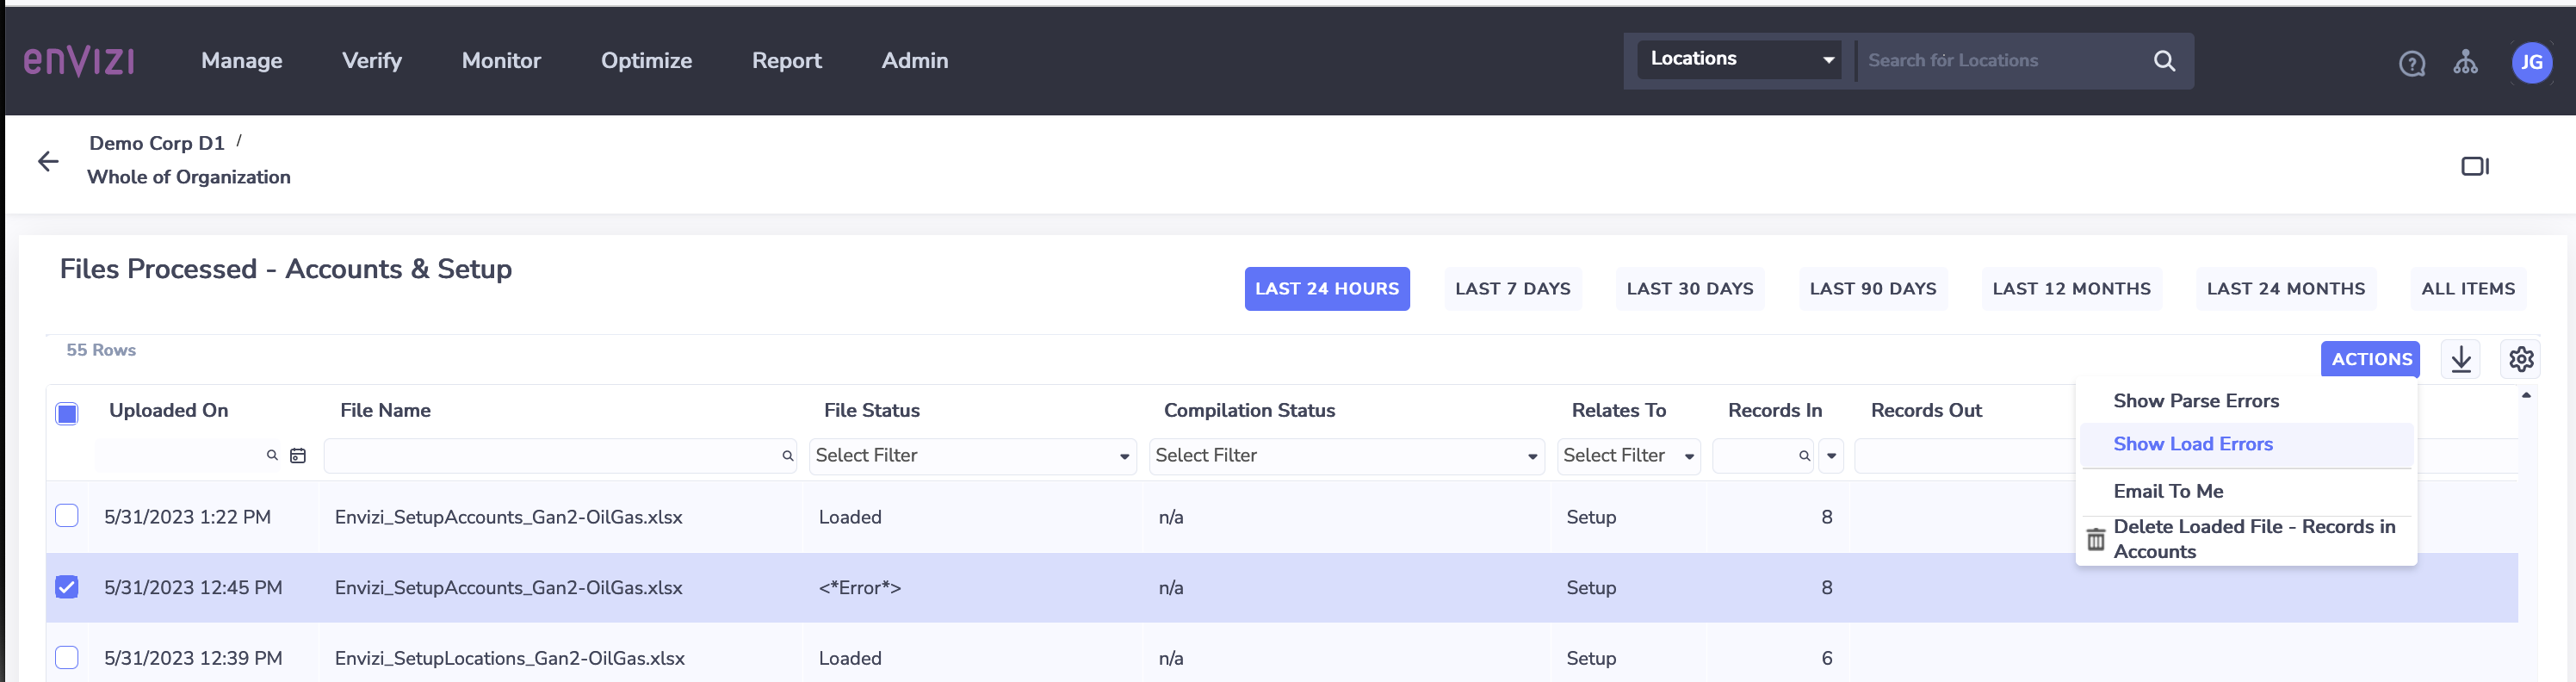 enVIZI
Manage Verify Monitor Optimize Report Admin Locations Search for Locations ? JG
Demo Corp D1 /
Whole of Organization
Files Processed - Accounts & Setup
LAST 24 HOURS LAST 7 DAYS LAST 30 DAYS LAST 90 DAYS LAST 12 MONTHS LAST 24 MONTHS ALL ITEMS
55 Rows
ACTIONS
Uploaded On File Name File Status Compilation Status Relates To Records In Records Out
Select Filter Select Filter Select Filter
Show Parse Errors
Show Load Errors
Email To Me
Delete Loaded File - Records in
Accounts
5/31/2023 1:22 PM Envizi_SetupAccounts_Gan2-OilGas.xlsx Loaded n/a Setup 8
5/31/2023 12:45 PM Envizi_SetupAccounts_Gan2-OilGas.xlsx <*Error*> n/a Setup 8
5/31/2023 12:39 PM Envizi_SetupLocations_Gan2-OilGas.xlsx Loaded n/a Setup 6